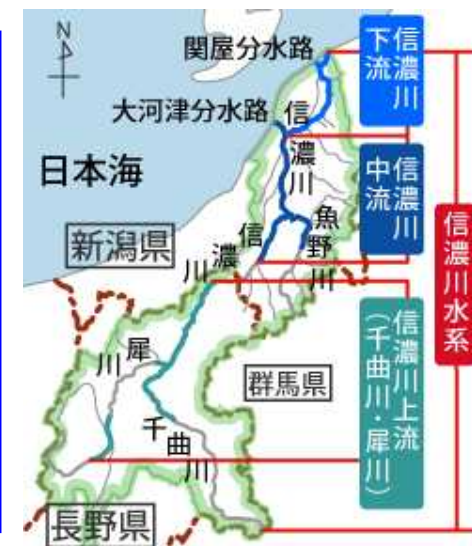 N
関屋分水路
大河津分水路
日本海
新潟県
信濃川
魚野川
信濃川
犀川
千曲川
群馬県
長野県
信濃川
下流
信濃川
中流
信濃川上流
(千曲川・犀川)
信濃川水系